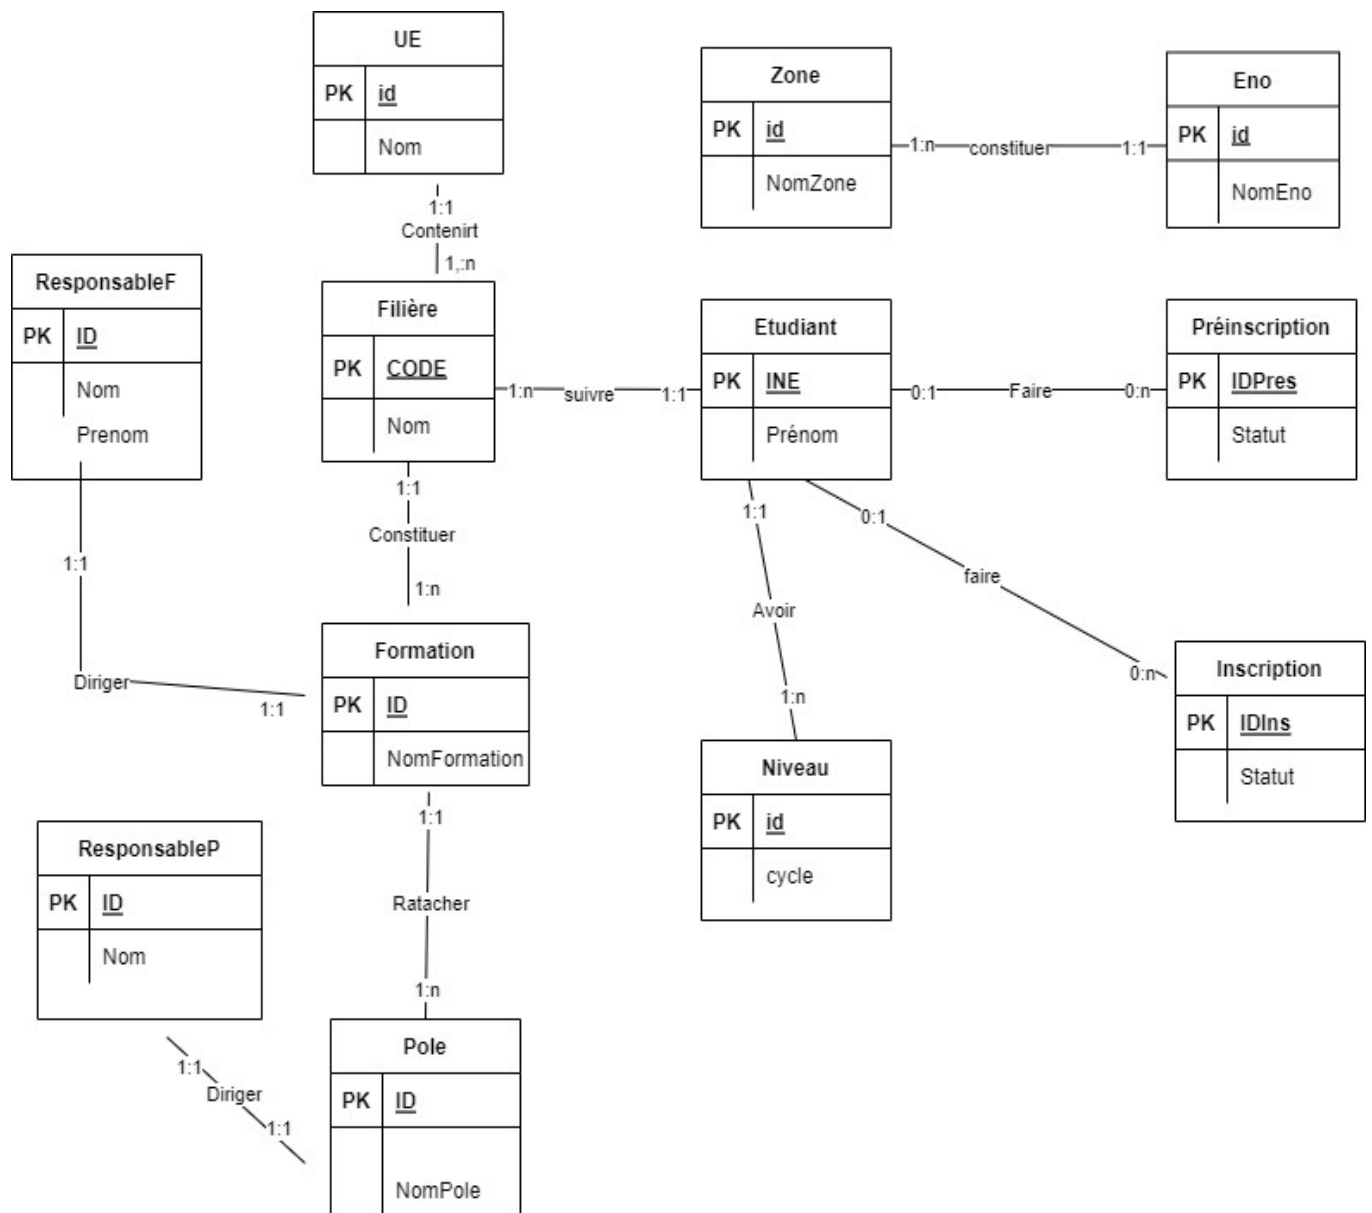 UE
PK id
Nom
1:1
Contenirt
1,:n
Zone
PK id
NomZone
1:n constituer 1:1
Eno
PK id
NomEno
ResponsableF
PK ID
Nom
Prenom
Filière
PK CODE
Nom
1:n suivre 1:1
Etudiant
PK INE
Prénom
0:1 Faire 0:n
Préinscription
PK IDPres
Statut
1:1
Constituer
1:n
1:1
Diriger
1:1
1:1
Avoir
1:n
0:1
faire
0:n
Formation
PK ID
NomFormation
Inscription
PK IDIns
Statut
Niveau
PK id
cycle
1:1
Ratacher
1:n
ResponsableP
PK ID
Nom
1:1
Diriger
1:1
Pole
PK ID
NomPole